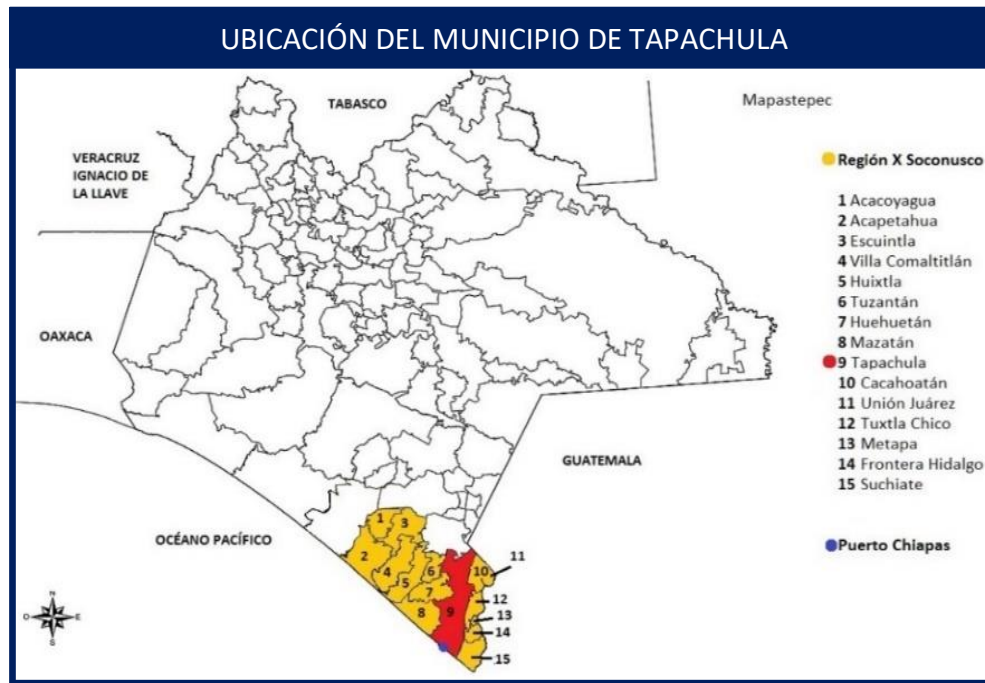 UBICACIÓN DEL MUNICIPIO DE TAPACHULA
TABASCO
Mapastepec
VERACRUZ
IGNACIO DE
LA LLAVE
OAXACA
GUATEMALA
OCÉANO PACÍFICO
Región X Soconusco
1 Acacoyagua
2 Acapetahua
3 Escuintla
4 Villa Comaltitlán
5 Huixtla
6 Tuzantán
7 Huehuetán
8 Mazatán
9 Tapachula
10 Cacahoatán
11 Unión Juárez
12 Tuxtla Chico
13 Metapa
14 Frontera Hidalgo
15 Suchiate
Puerto Chiapas
1
3
2
4
5
6
7
8
9
10
11
12
13
14
15
N
O
E
S